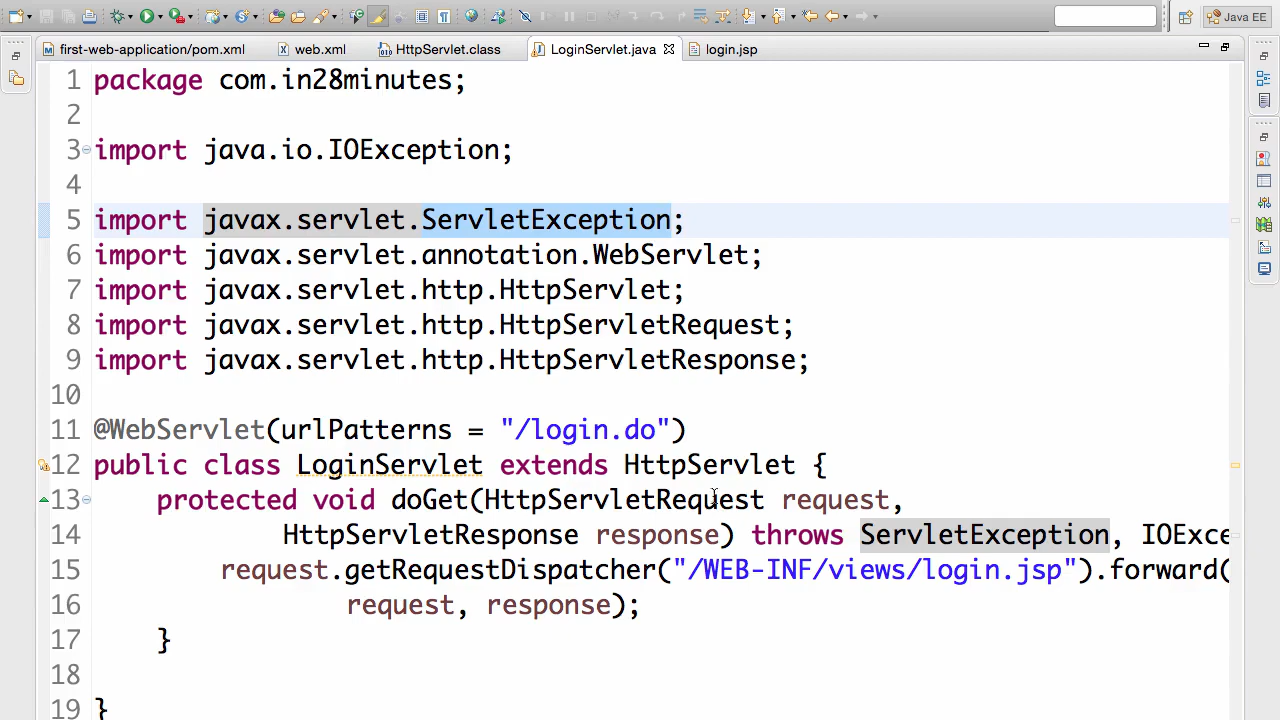 Java EE
first-web-application/pom.xml web.xml HttpServlet.class LoginServlet.java login.jsp
1 package com.in28minutes;
2
3 import java.io.IOException;
4
5 import javax.servlet.ServletException;
6 import javax.servlet.annotation.WebServlet;
7 import javax.servlet.http.HttpServlet;
8 import javax.servlet.http.HttpServletRequest;
9 import javax.servlet.http.HttpServletResponse;
10
11 @WebServlet(urlPatterns = "/login.do")
12 public class LoginServlet extends HttpServlet {
13 protected void doGet(HttpServletRequest request,
14 HttpServletResponse response) throws ServletException, IOExce
15 request.getRequestDispatcher("/WEB-INF/views/login.jsp").forward(
16 request, response);
17 }
18
19 }